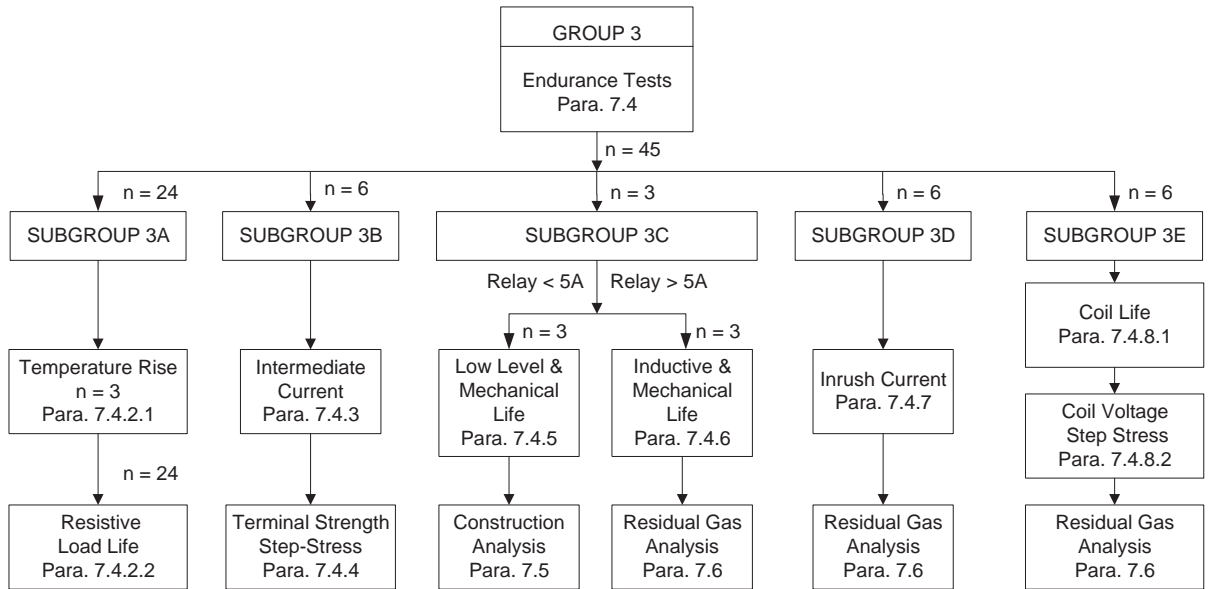 GROUP 3
Endurance Tests
Para. 7.4
n = 45
n = 24
n = 6
n = 3
n = 6
n = 6
SUBGROUP 3A
SUBGROUP 3B
SUBGROUP 3C
SUBGROUP 3D
SUBGROUP 3E
Relay < 5A
Relay > 5A
n = 3
n = 3
Temperature Rise
n = 3
Para. 7.4.2.1
Intermediate
Current
Para. 7.4.3
Low Level &
Mechanical
Life
Para. 7.4.5
Inductive &
Mechanical
Life
Para. 7.4.6
Inrush Current
Para. 7.4.7
Coil Life
Para. 7.4.8.1
Coil Voltage
Step Stress
Para. 7.4.8.2
n = 24
Resistive
Load Life
Para. 7.4.2.2
Terminal Strength
Step-Stress
Para. 7.4.4
Construction
Analysis
Para. 7.5
Residual Gas
Analysis
Para. 7.6
Residual Gas
Analysis
Para. 7.6
Residual Gas
Analysis
Para. 7.6